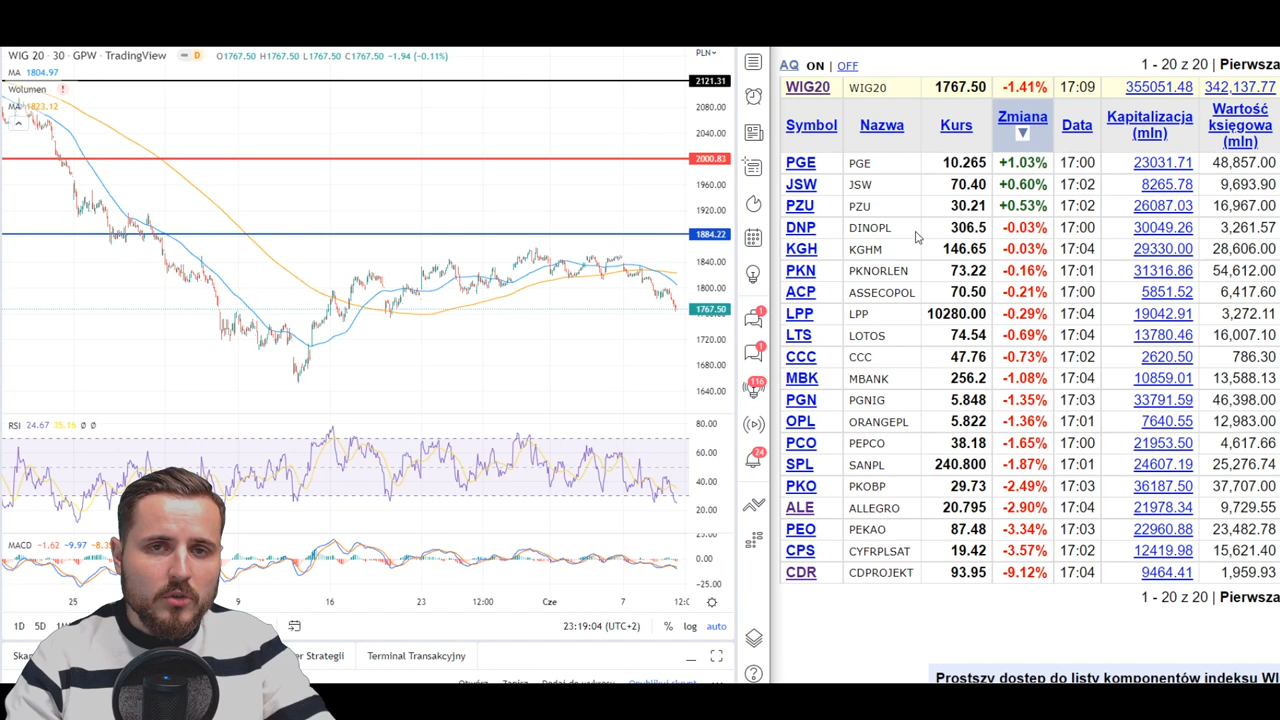 WIG 20 · 30 · GPW · TradingView D O1767.50 H1767.50 L1767.50 C1767.50 −1.94 (−0.11%)
MA 1804.97
Wolumen !
MA 1823.12
PLN
2121.31
2080.00
2040.00
2000.83
1960.00
1920.00
1884.22
1840.00
1800.00
1767.50
1720.00
1680.00
1640.00
RSI 24.67 35.16 Ø Ø
80.00
60.00
40.00
20.00
MACD −1.62 −9.97
0.00
−25.00
25 9 16 23 12:00 Cze 7
1D 5D 23:19:04 (UTC+2) % log auto
Strategii Terminal Transakcyjny
1
1
116
24
AQ ON | OFF 1 - 20 z 20 | Pierwsza
WIG20 WIG20 1767.50 -1.41% 17:09 355051.48 342,137.77
Symbol Nazwa Kurs Zmiana ▼ Data Kapitalizacja (mln) Wartość księgowa (mln)
PGE PGE 10.265 +1.03% 17:00 23031.71 48,857.00
JSW JSW 70.40 +0.60% 17:02 8265.78 9,693.90
PZU PZU 30.21 +0.53% 17:02 26087.03 16,967.00
DNP DINOPL 306.5 -0.03% 17:00 30049.26 3,261.57
KGH KGHM 146.65 -0.03% 17:04 29330.00 28,606.00
PKN PKNORLEN 73.22 -0.16% 17:01 31316.86 54,612.00
ACP ASSECOPOL 70.50 -0.21% 17:00 5851.52 6,417.60
LPP LPP 10280.00 -0.29% 17:04 19042.91 3,272.11
LTS LOTOS 74.54 -0.69% 17:04 13780.46 16,007.10
CCC CCC 47.76 -0.73% 17:02 2620.50 786.30
MBK MBANK 256.2 -1.08% 17:04 10859.01 13,588.13
PGN PGNIG 5.848 -1.35% 17:03 33791.59 46,398.00
OPL ORANGEPL 5.822 -1.36% 17:01 7640.55 12,983.00
PCO PEPCO 38.18 -1.65% 17:00 21953.50 4,617.66
SPL SANPL 240.800 -1.87% 17:01 24607.19 25,276.74
PKO PKOBP 29.73 -2.49% 17:03 36187.50 37,707.00
ALE ALLEGRO 20.795 -2.90% 17:04 21978.34 9,729.55
PEO PEKAO 87.48 -3.34% 17:03 22960.88 23,482.78
CPS CYFRPLSAT 19.42 -3.57% 17:02 12419.98 15,621.40
CDR CDPROJEKT 93.95 -9.12% 17:04 9464.41 1,959.93
1 - 20 z 20 | Pierwsza
Prostszy dostęp do listy komponentów indeksu WI